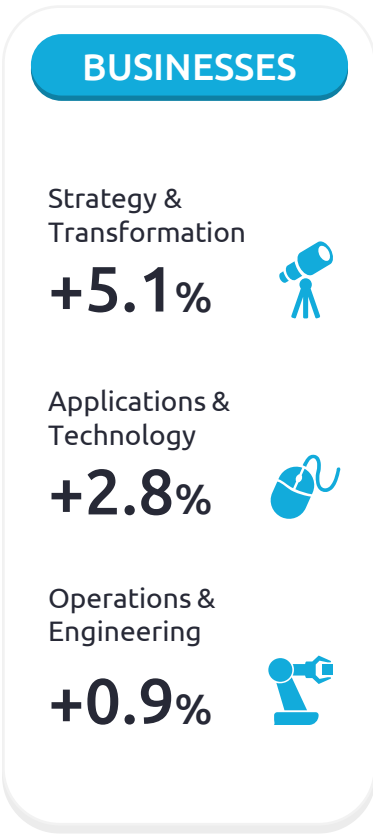 BUSINESSES
Strategy &
Transformation
+5.1%
Applications &
Technology
+2.8%
Operations &
Engineering
+0.9%